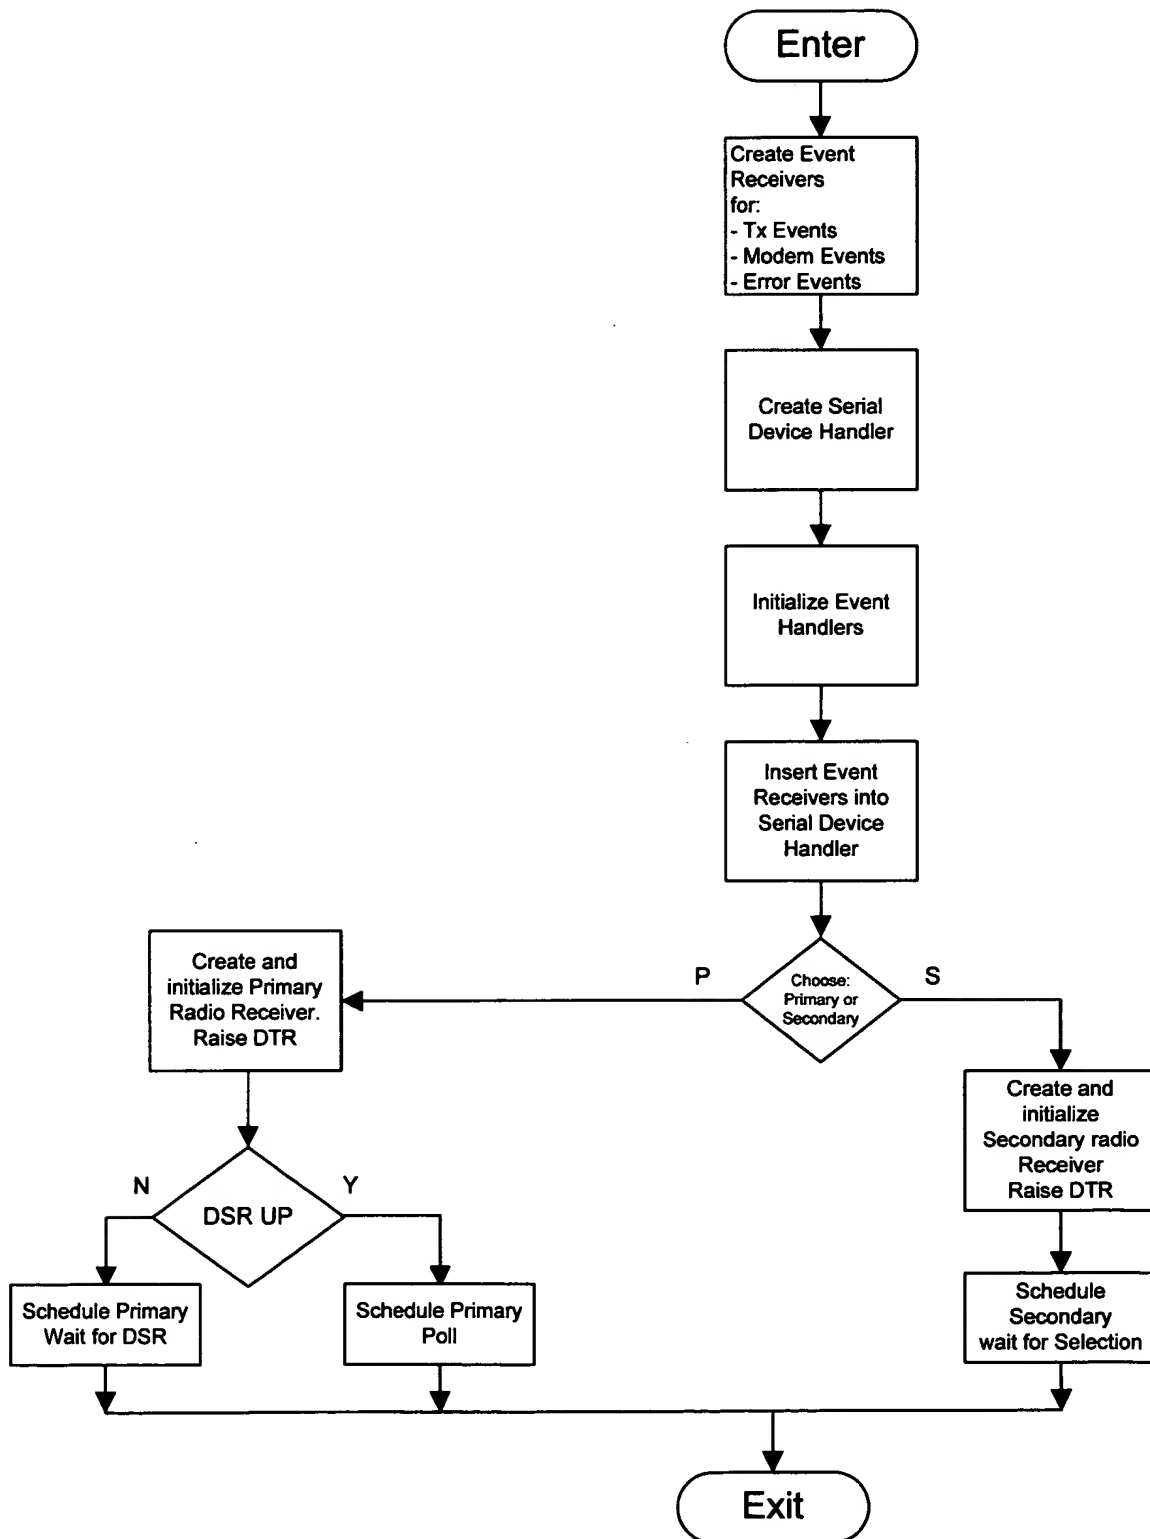 Enter
Create Event
Receivers
for:
- Tx Events
- Modem Events
- Error Events
Create Serial
Device Handler
Initialize Event
Handlers
Insert Event
Receivers into
Serial Device
Handler
Choose:
Primary or
Secondary
P
S
Create and
initialize Primary
Radio Receiver.
Raise DTR
Create and
initialize
Secondary radio
Receiver
Raise DTR
DSR UP
N
Y
Schedule Primary
Wait for DSR
Schedule Primary
Poll
Schedule
Secondary
wait for Selection
Exit